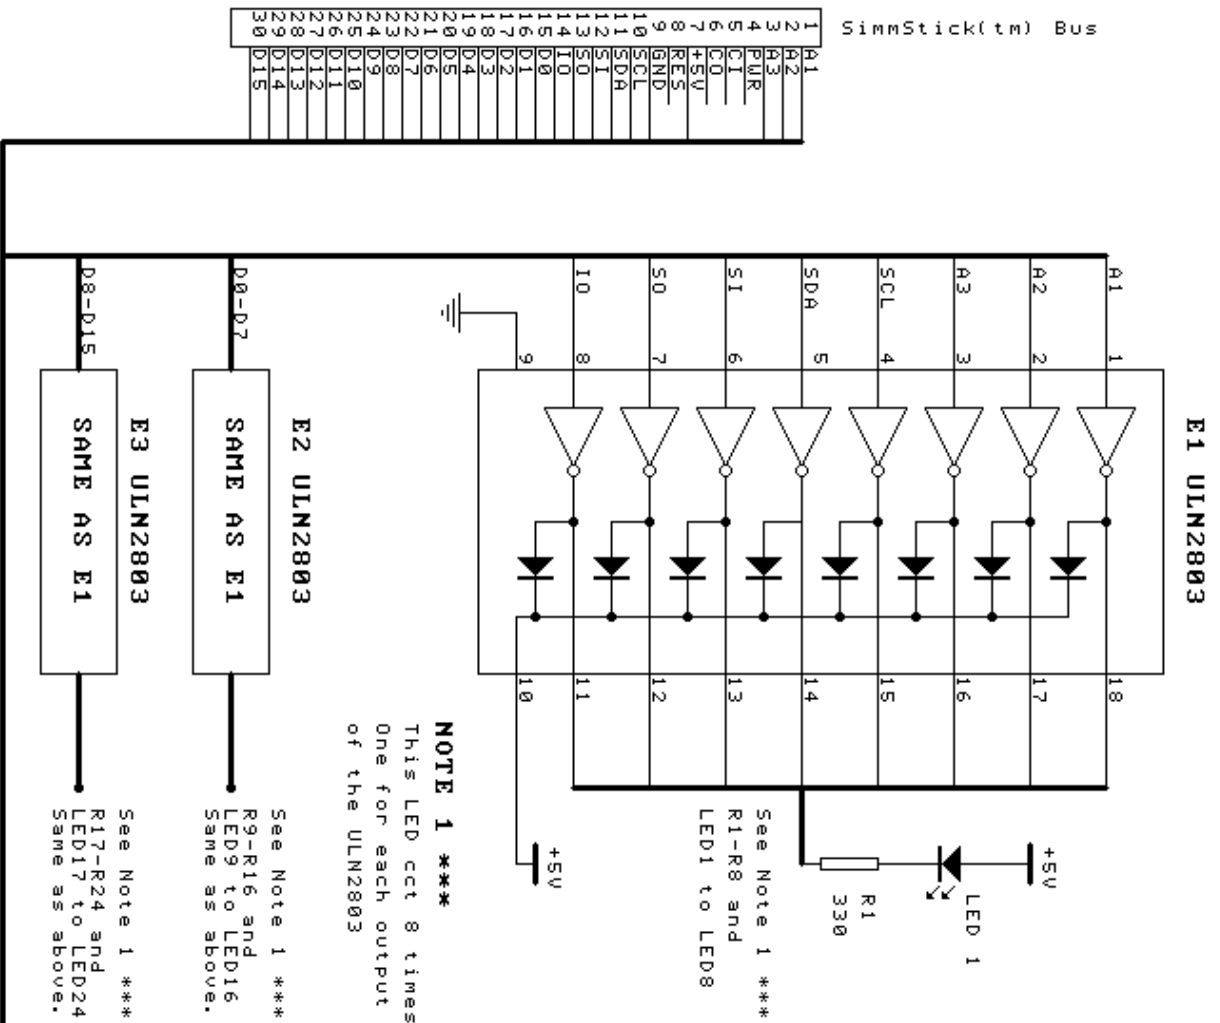 SimmStick(tm) Bus
1 A1
2 A2
3 A3
4 PWR
5 CI
6 CO
7 +5V
8 RES
9 GND
10 SCL
11 SDA
12 SI
13 SO
14 IO
15 D0
16 D1
17 D2
18 D3
19 D4
20 D5
21 D6
22 D7
23 D8
24 D9
25 D10
26 D11
27 D12
28 D13
29 D14
30 D15
E1 ULN2803
A1
A2
A3
SCL
SDA
SI
SO
IO
1
2
3
4
5
6
7
8
9
18
17
16
15
14
13
12
11
10
+5V
LED 1
R1
330
See Note 1 ***
R1-R8 and
LED1 to LED8
+5V
NOTE 1 ***
This LED cct 8 times
One for each output
of the ULN2803
E2 ULN2803
D0-D7
SAME AS E1
See Note 1 ***
R9-R16 and
LED9 to LED16
Same as above.
E3 ULN2803
D8-D15
SAME AS E1
See Note 1 ***
R17-R24 and
LED17 to LED24
Same as above.